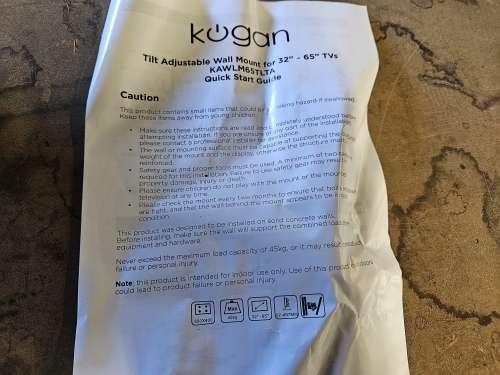 kogan
Tilt Adjustable Wall Mount for 32" - 65" TVs
KAWLM65TLTA
Quick Start Guide
Caution
This product contains small items that could be a choking hazard if swallowed.
Keep these items away from young children.
• Make sure these instructions are read and completely understood before
attempting installation. If you are unsure of any part of the installation,
please contact a professional installer for assistance.
• The wall or mounting surface must be capable of supporting the
weight of the mount and the display, otherwise the structure must be
reinforced.
• Safety gear and proper tools must be used. A minimum of two
required for this installation. Failure to use safety gear may result in
property damage, injury or death.
• Please ensure children do not play with the mount or the mounted
television at any time.
• Please check the mount every two months to ensure that bolts
are tight, and that the wall behind the mount appears to be in
condition.
This product was designed to be installed on solid concrete walls.
Before installing, make sure the wall will support the combined load of
equipment and hardware.
Never exceed the maximum load capacity of 45kg, or it may result in product
failure or personal injury.
Note: this product is intended for indoor use only. Use of this product outdoors
could lead to product failure or personal injury.
Max
45kg
32" - 65"